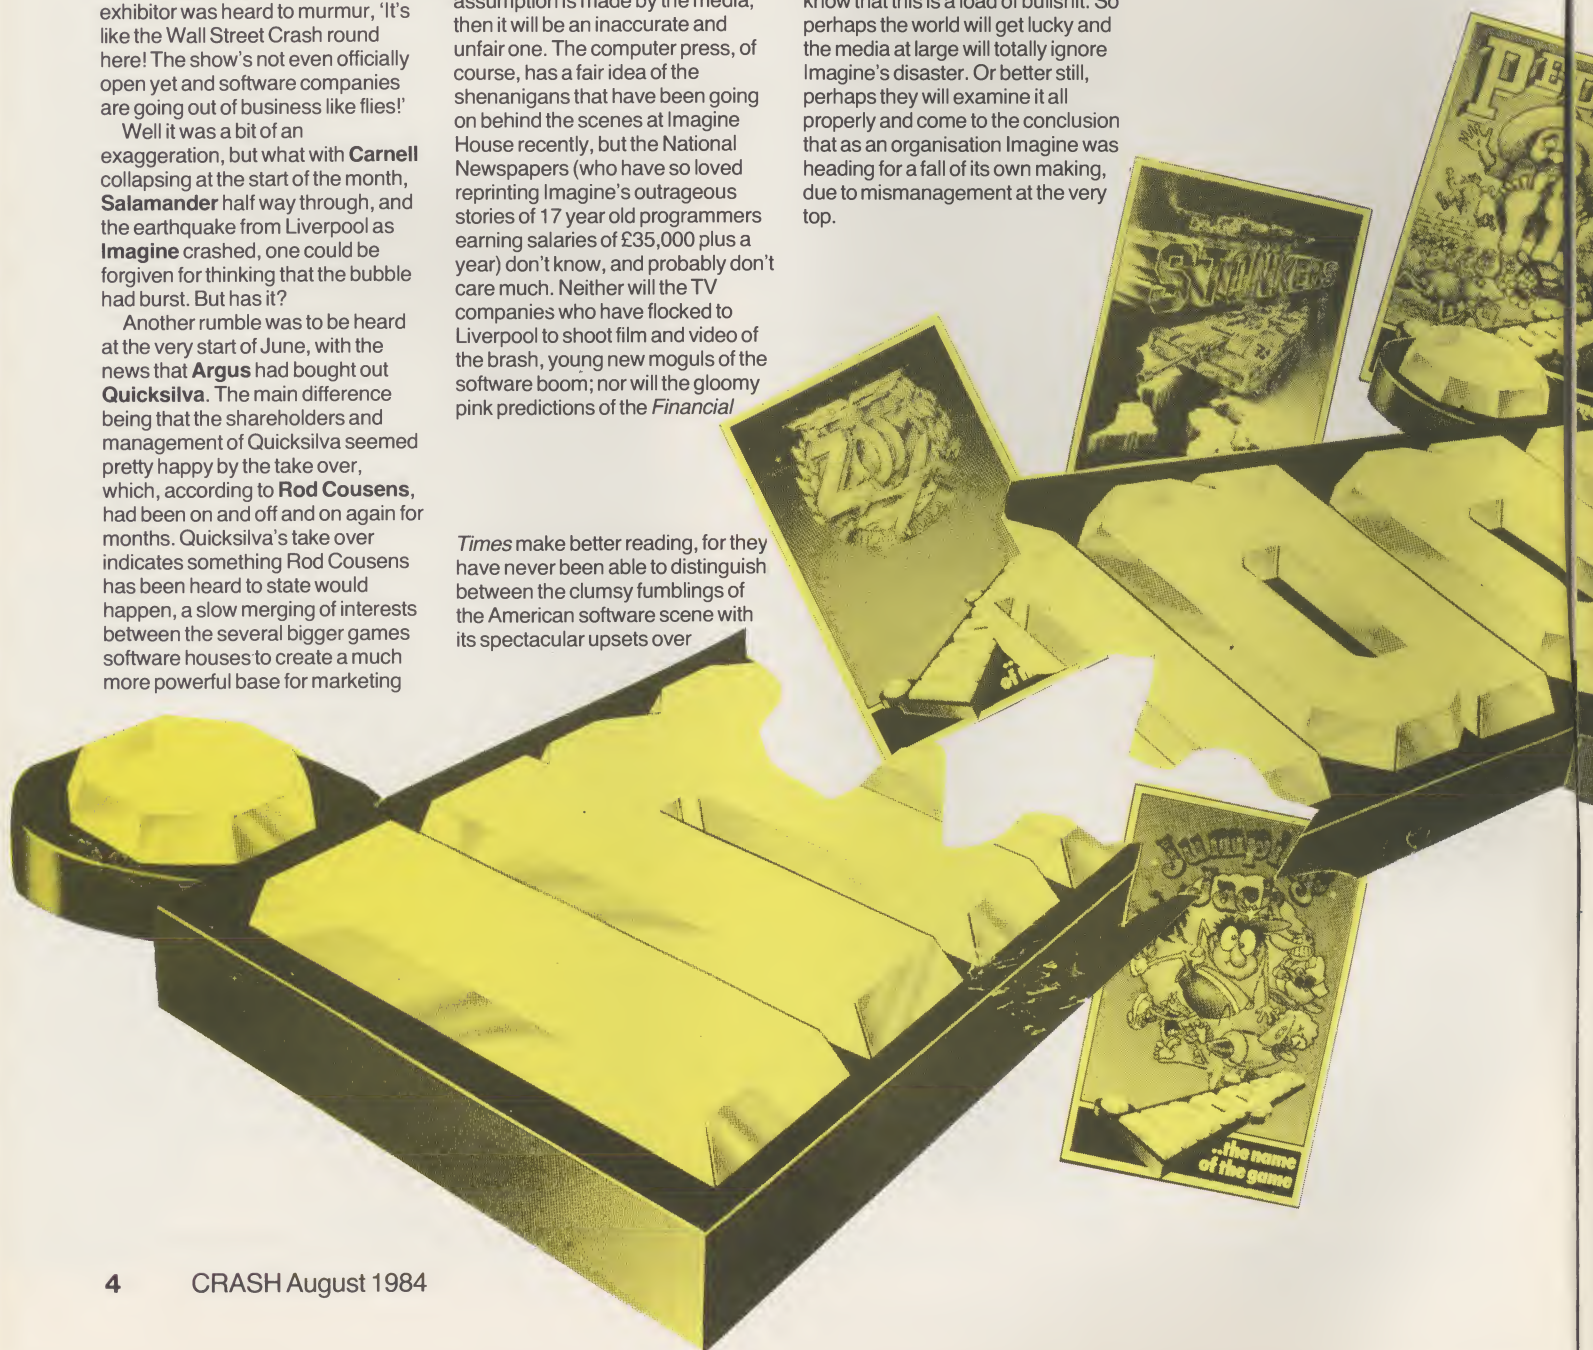 exhibitor was heard to murmur, ‘It's
like the Wall Street Crash round
here! The show's not even officially
open yet and software companies
are going out of business like flies!’
Well it was a bit of an
exaggeration, but what with Carnell
collapsing at the start of the month,
Salamander half way through, and
the earthquake from Liverpool as
Imagine crashed, one could be
forgiven for thinking that the bubble
had burst. But has it?
Another rumble was to be heard
at the very start of June, with the
news that Argus had bought out
Quicksilva. The main difference
being that the shareholders and
management of Quicksilva seemed
pretty happy by the take over,
which, according to Rod Cousens,
had been on and off and on again for
months. Quicksilva's take over
indicates something Rod Cousens
has been heard to state would
happen, a slow merging of interests
between the several bigger games
software houses to create a much
more powerful base for marketing
assumption is made by the media,
then it will be an inaccurate and
unfair one. The computer press, of
course, has a fair idea of the
shenanigans that have been going
on behind the scenes at Imagine
House recently, but the National
Newspapers (who have so loved
reprinting Imagine's outrageous
stories of 17 year old programmers
earning salaries of £35,000 plus a
year) don't know, and probably don't
care much. Neither will the TV
companies who have flocked to
Liverpool to shoot film and video of
the brash, young new moguls of the
software boom; nor will the gloomy
pink predictions of the Financial
Times make better reading, for they
have never been able to distinguish
between the clumsy fumblings of
the American software scene with
its spectacular upsets over
know that this is a load of bullshit. So
perhaps the world will get lucky and
the media at large will totally ignore
Imagine's disaster. Or better still,
perhaps they will examine it all
properly and come to the conclusion
that as an organisation Imagine was
heading for a fall of its own making,
due to mismanagement at the very
top.
STONKERS
ZOO
..the name
of the game
4 CRASH August 1984